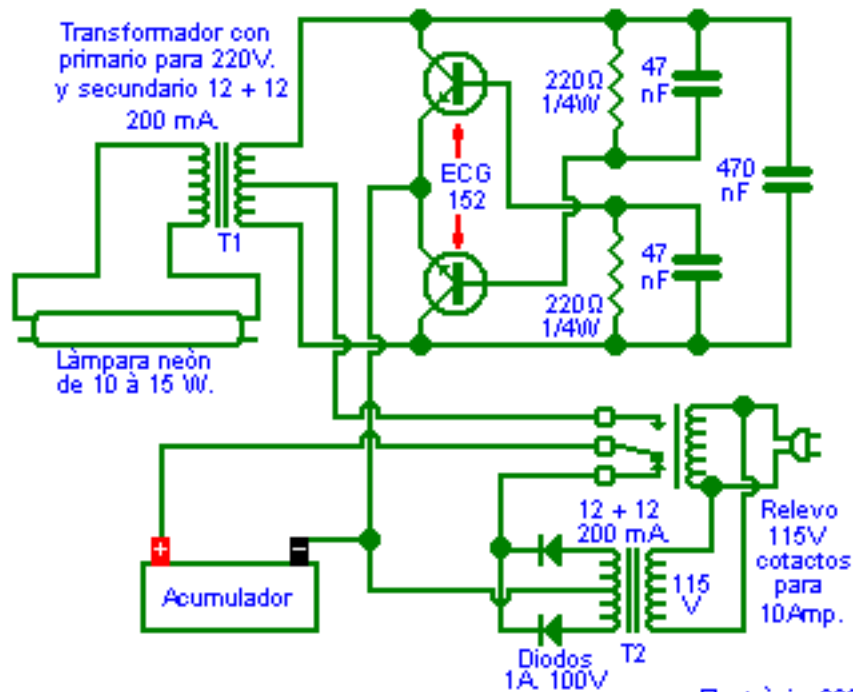 Transformador con
primario para 220V.
y secundario 12 + 12
200 mA.
T1
Làmpara neòn
de 10 à 15 W.
ECG
152
220Ω
1/4W
47
nF
470
nF
220Ω
1/4W
47
nF
Relevo
115V
cotactos
para
10Amp.
12 + 12
200 mA.
115
V
T2
Diodos
1A. 100V
+
−
Acumulador